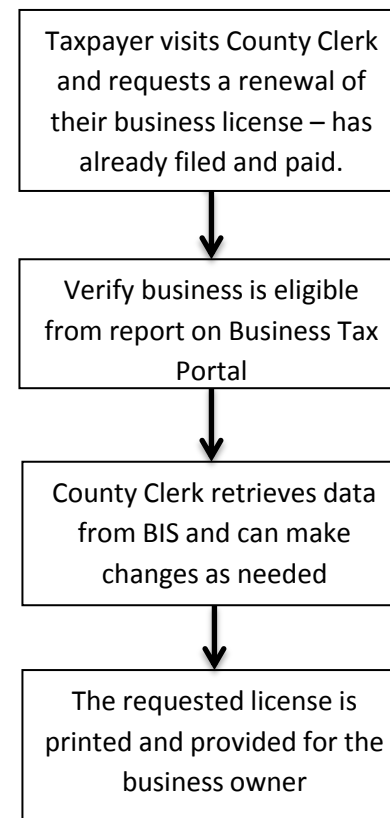 Taxpayer visits County Clerk
and requests a renewal of
their business license – has
already filed and paid.
Verify business is eligible
from report on Business Tax
Portal
County Clerk retrieves data
from BIS and can make
changes as needed
The requested license is
printed and provided for the
business owner